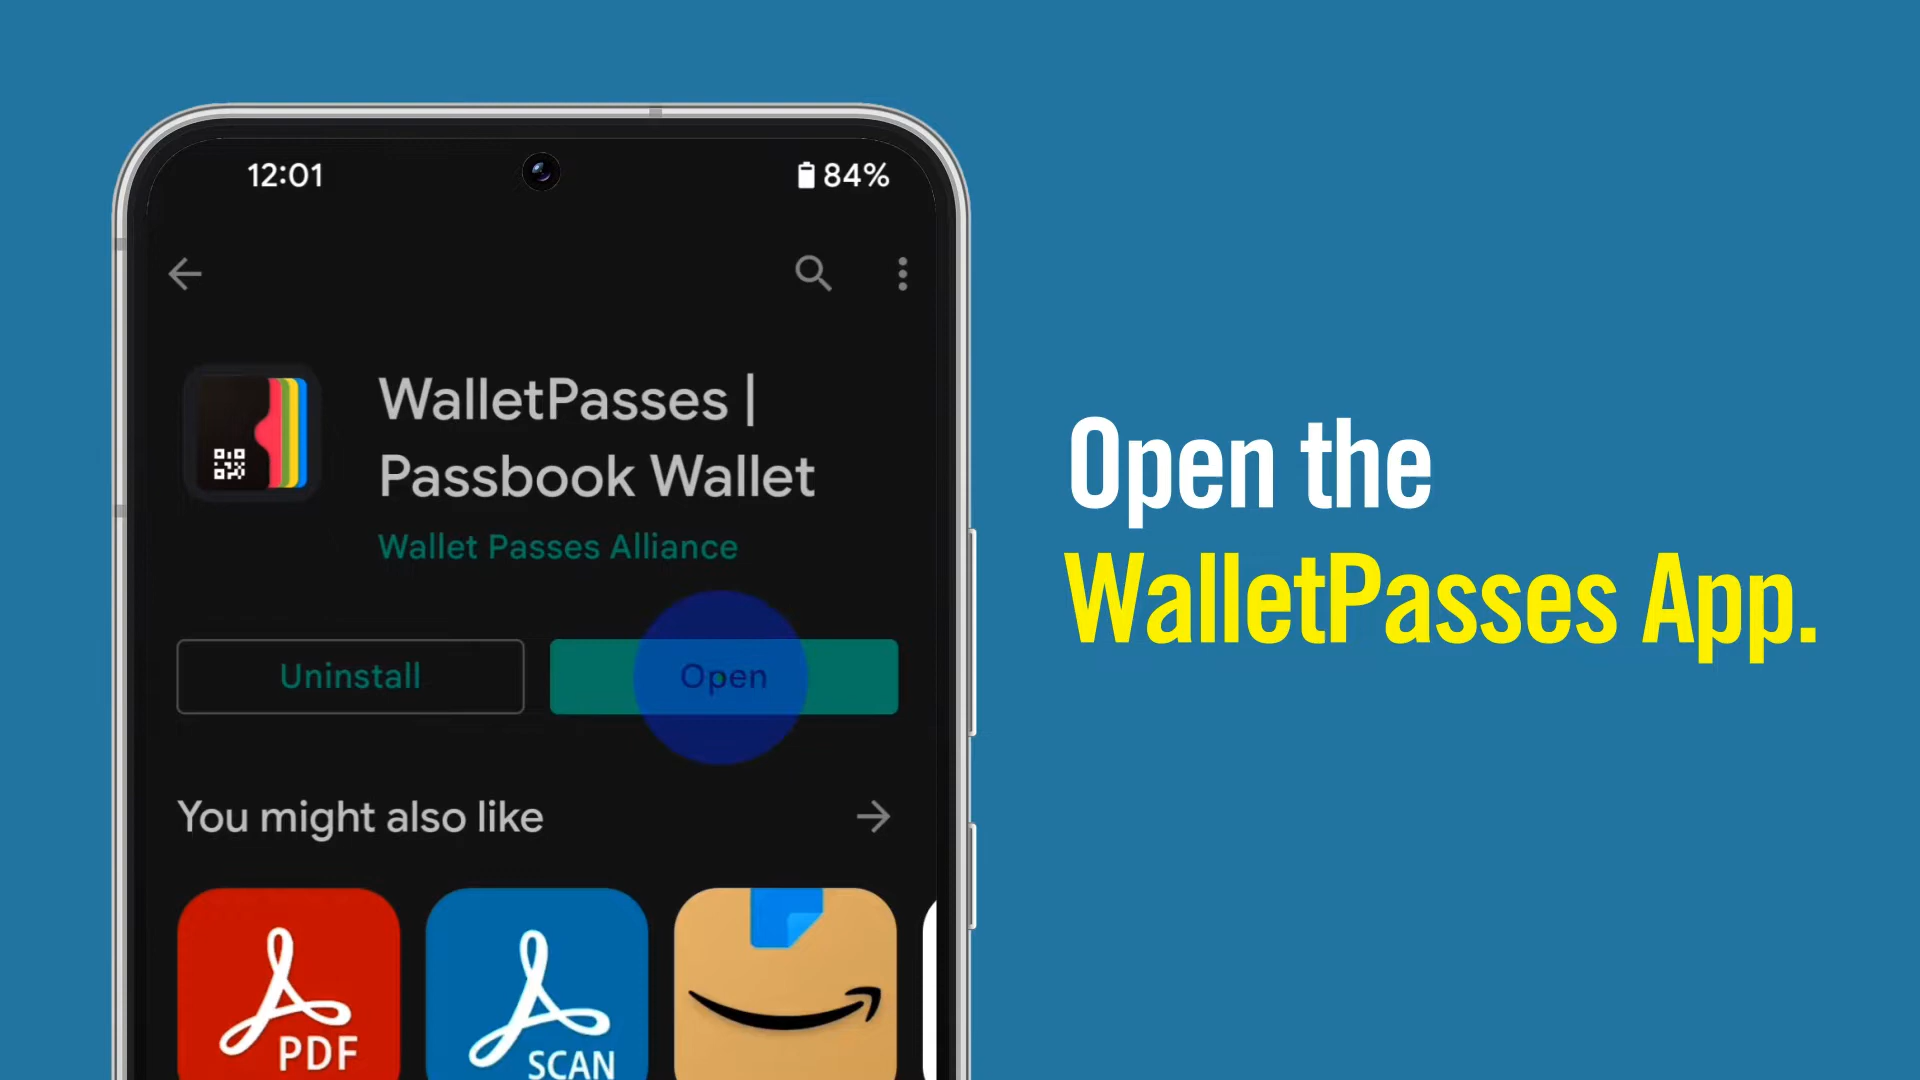 12:01
84%
WalletPasses |
Passbook Wallet
Wallet Passes Alliance
Uninstall
Open
You might also like
PDF
SCAN
Open the
WalletPasses App.